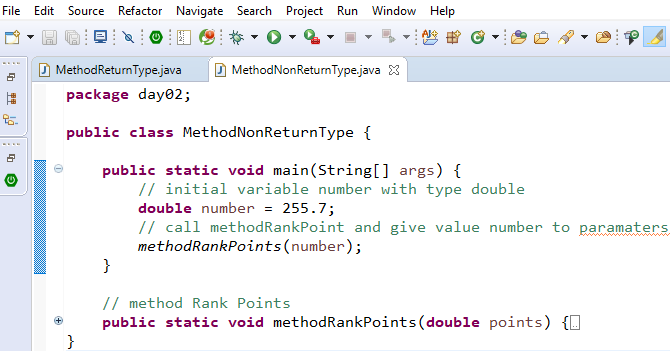 File Edit Source Refactor Navigate Search Project Run Window Help
MethodReturnType.java MethodNonReturnType.java
package day02;
public class MethodNonReturnType {
public static void main(String[] args) {
// initial variable number with type double
double number = 255.7;
// call methodRankPoint and give value number to paramaters
methodRankPoints(number);
}
// method Rank Points
public static void methodRankPoints(double points) {
}